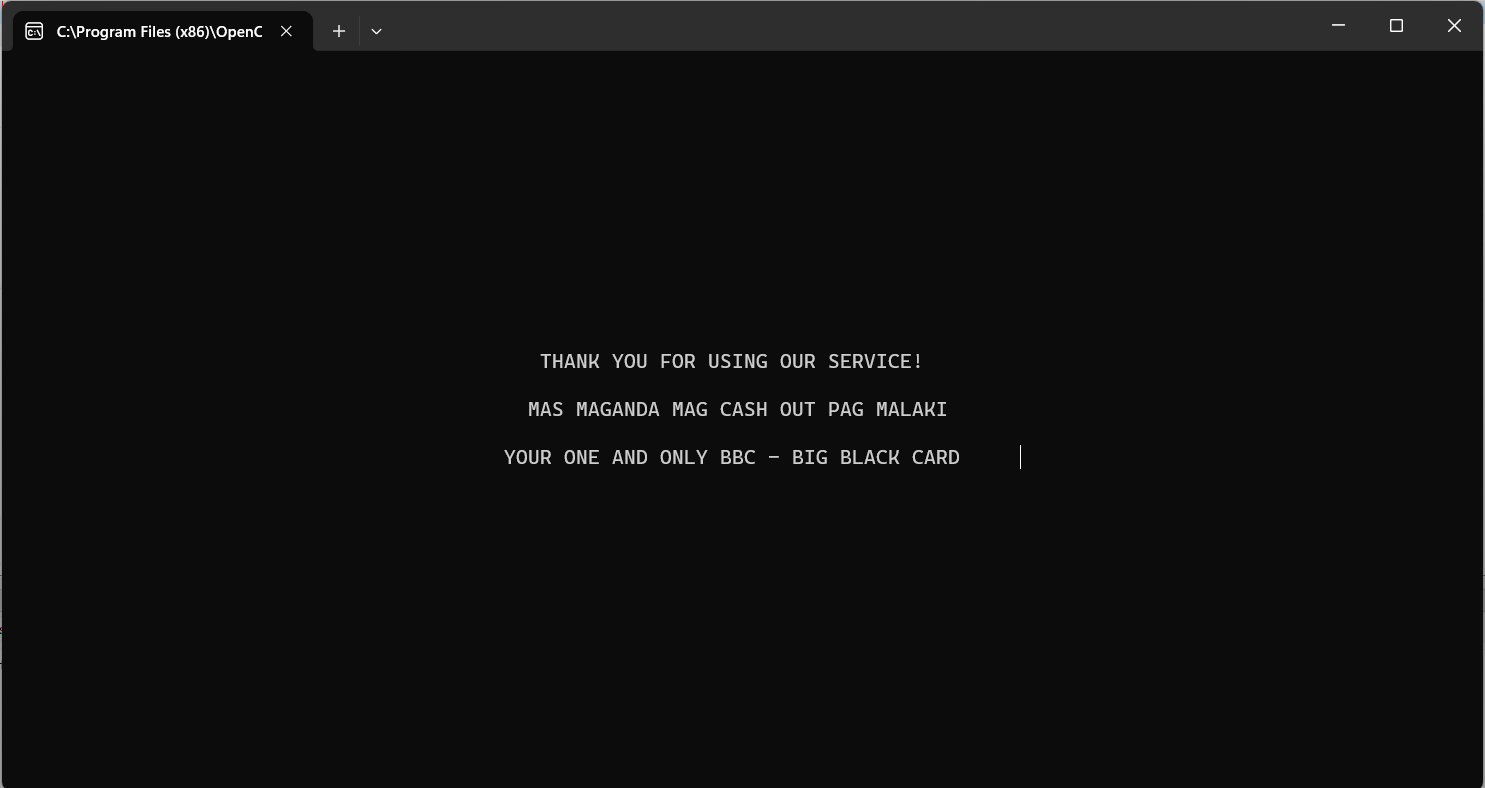 C:\Program Files (x86)\OpenC
THANK YOU FOR USING OUR SERVICE!
MAS MAGANDA MAG CASH OUT PAG MALAKI
YOUR ONE AND ONLY BBC - BIG BLACK CARD